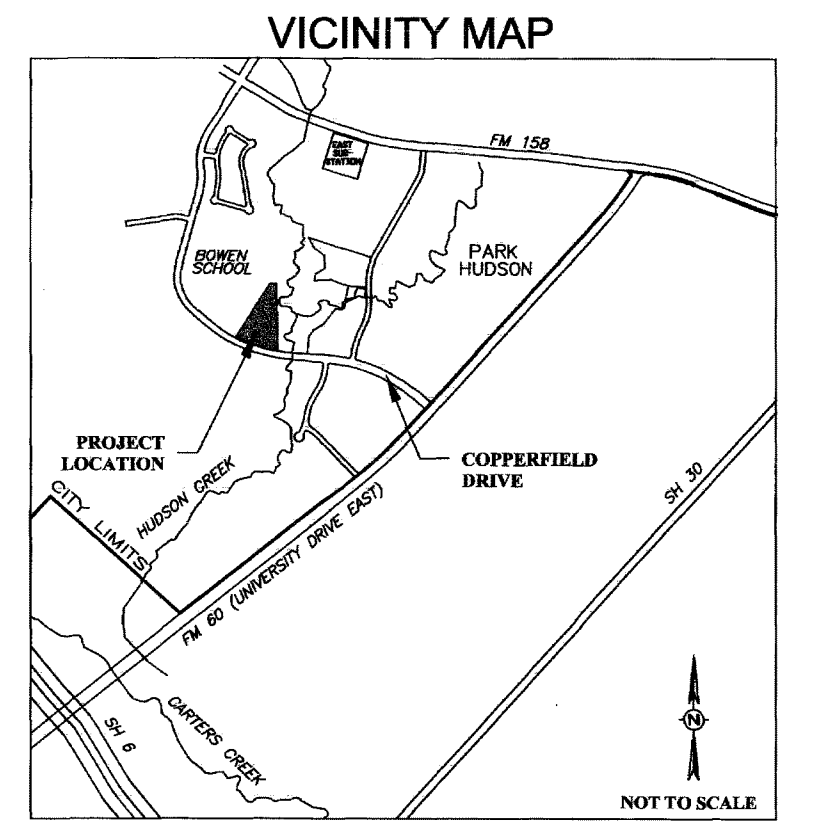 VICINITY MAP
FM 158
EAST
SUB-
STATION
BOWEN
SCHOOL
PARK
HUDSON
PROJECT
LOCATION
COPPERFIELD
DRIVE
SH 30
HUDSON CREEK
CITY LIMITS
FM 60 (UNIVERSITY DRIVE EAST)
CARTERS CREEK
SH 6
N
NOT TO SCALE